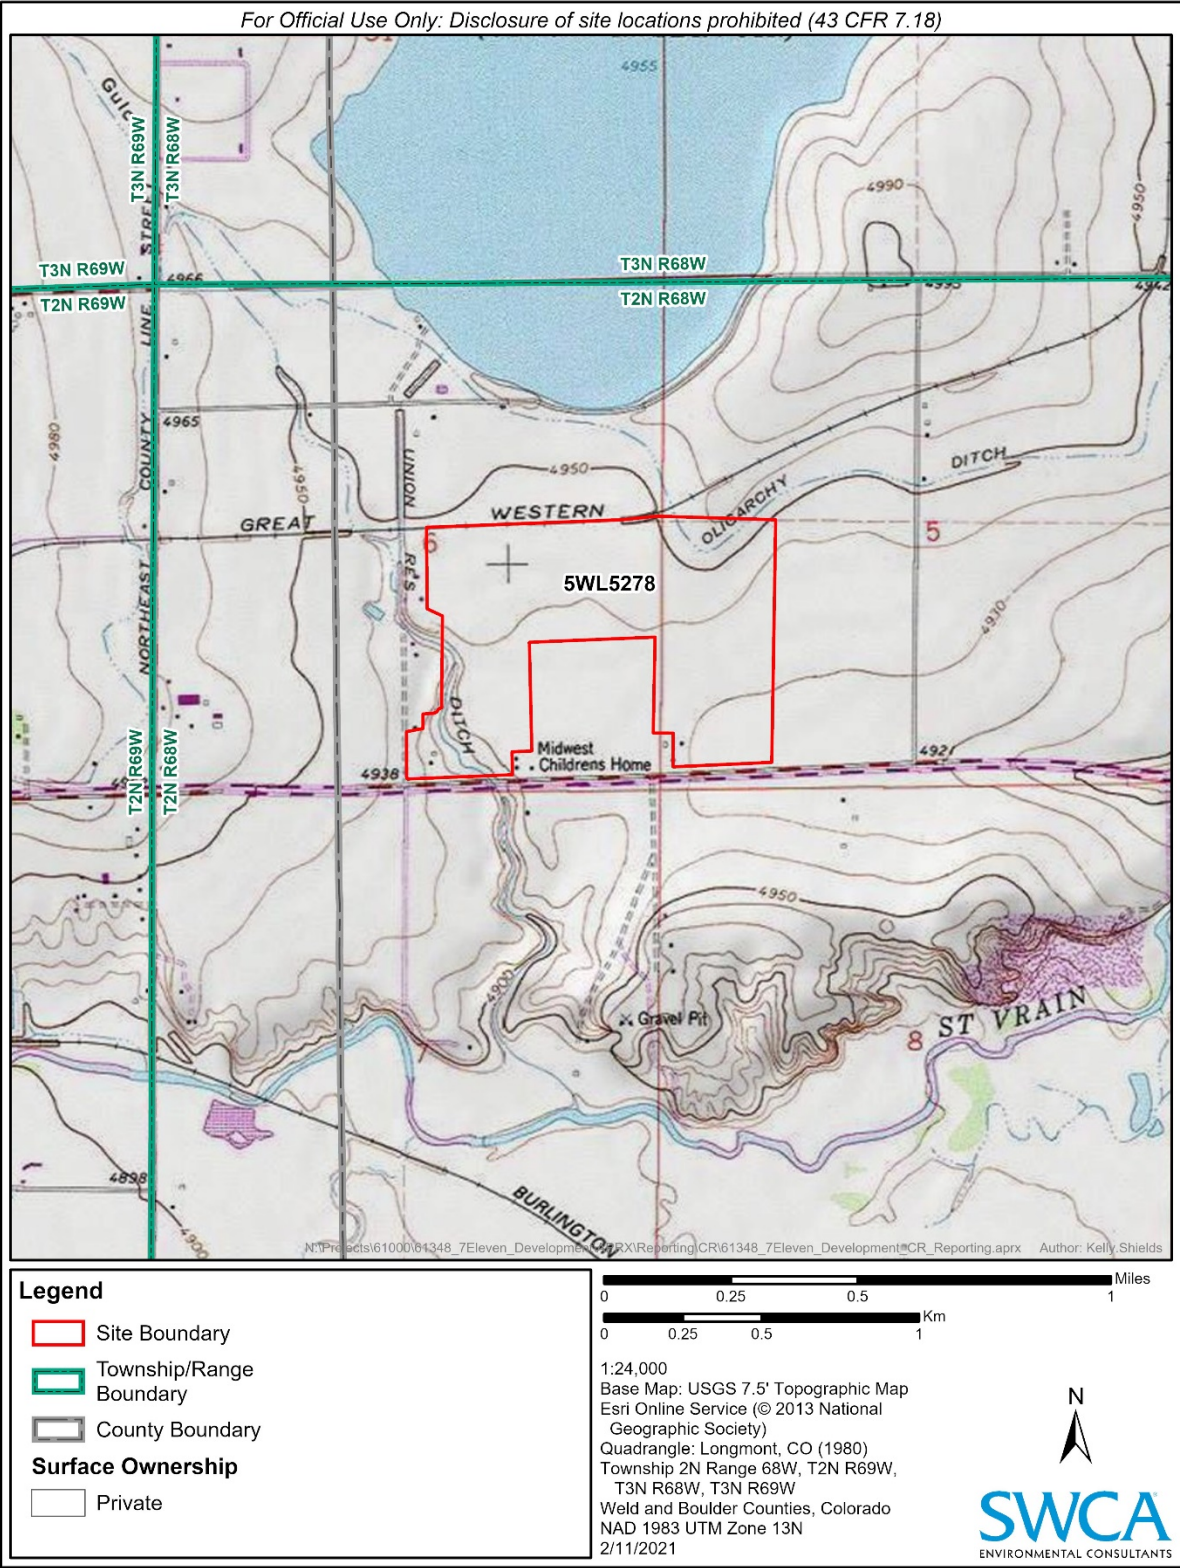 For Official Use Only: Disclosure of site locations prohibited (43 CFR 7.18)
4955
T3N R69W
T3N R68W
STREET
4990
4950
T3N R69W
4966
T2N R69W
T3N R68W
T2N R68W
4993
4942
LINE
4965
4980
COUNTY
4950
UNION
4950
DITCH
OLIGARCHY
GREAT
WESTERN
6
5
RES
5WL5278
NORTHEAST
4930
DITCH
Midwest
Childrens Home
4938
4921
T2N R69W
T2N R68W
4950
4900
Gravel Pit
ST VRAIN
7
8
4898
4900
BURLINGTON
Author: Kelly.Shields
Legend
Site Boundary
Township/Range
Boundary
County Boundary
Surface Ownership
Private
0 0.25 0.5 1 Miles
0 0.25 0.5 1 Km
1:24,000
Base Map: USGS 7.5' Topographic Map
Esri Online Service (© 2013 National
Geographic Society)
Quadrangle: Longmont, CO (1980)
Township 2N Range 68W, T2N R69W,
T3N R68W, T3N R69W
Weld and Boulder Counties, Colorado
NAD 1983 UTM Zone 13N
2/11/2021
N
SWCA
ENVIRONMENTAL CONSULTANTS